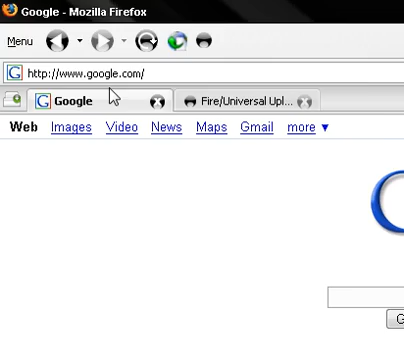 Google - Mozilla Firefox
Menu
http://www.google.com/
Google Fire/Universal Upl...
Web Images Video News Maps Gmail more ▼
G